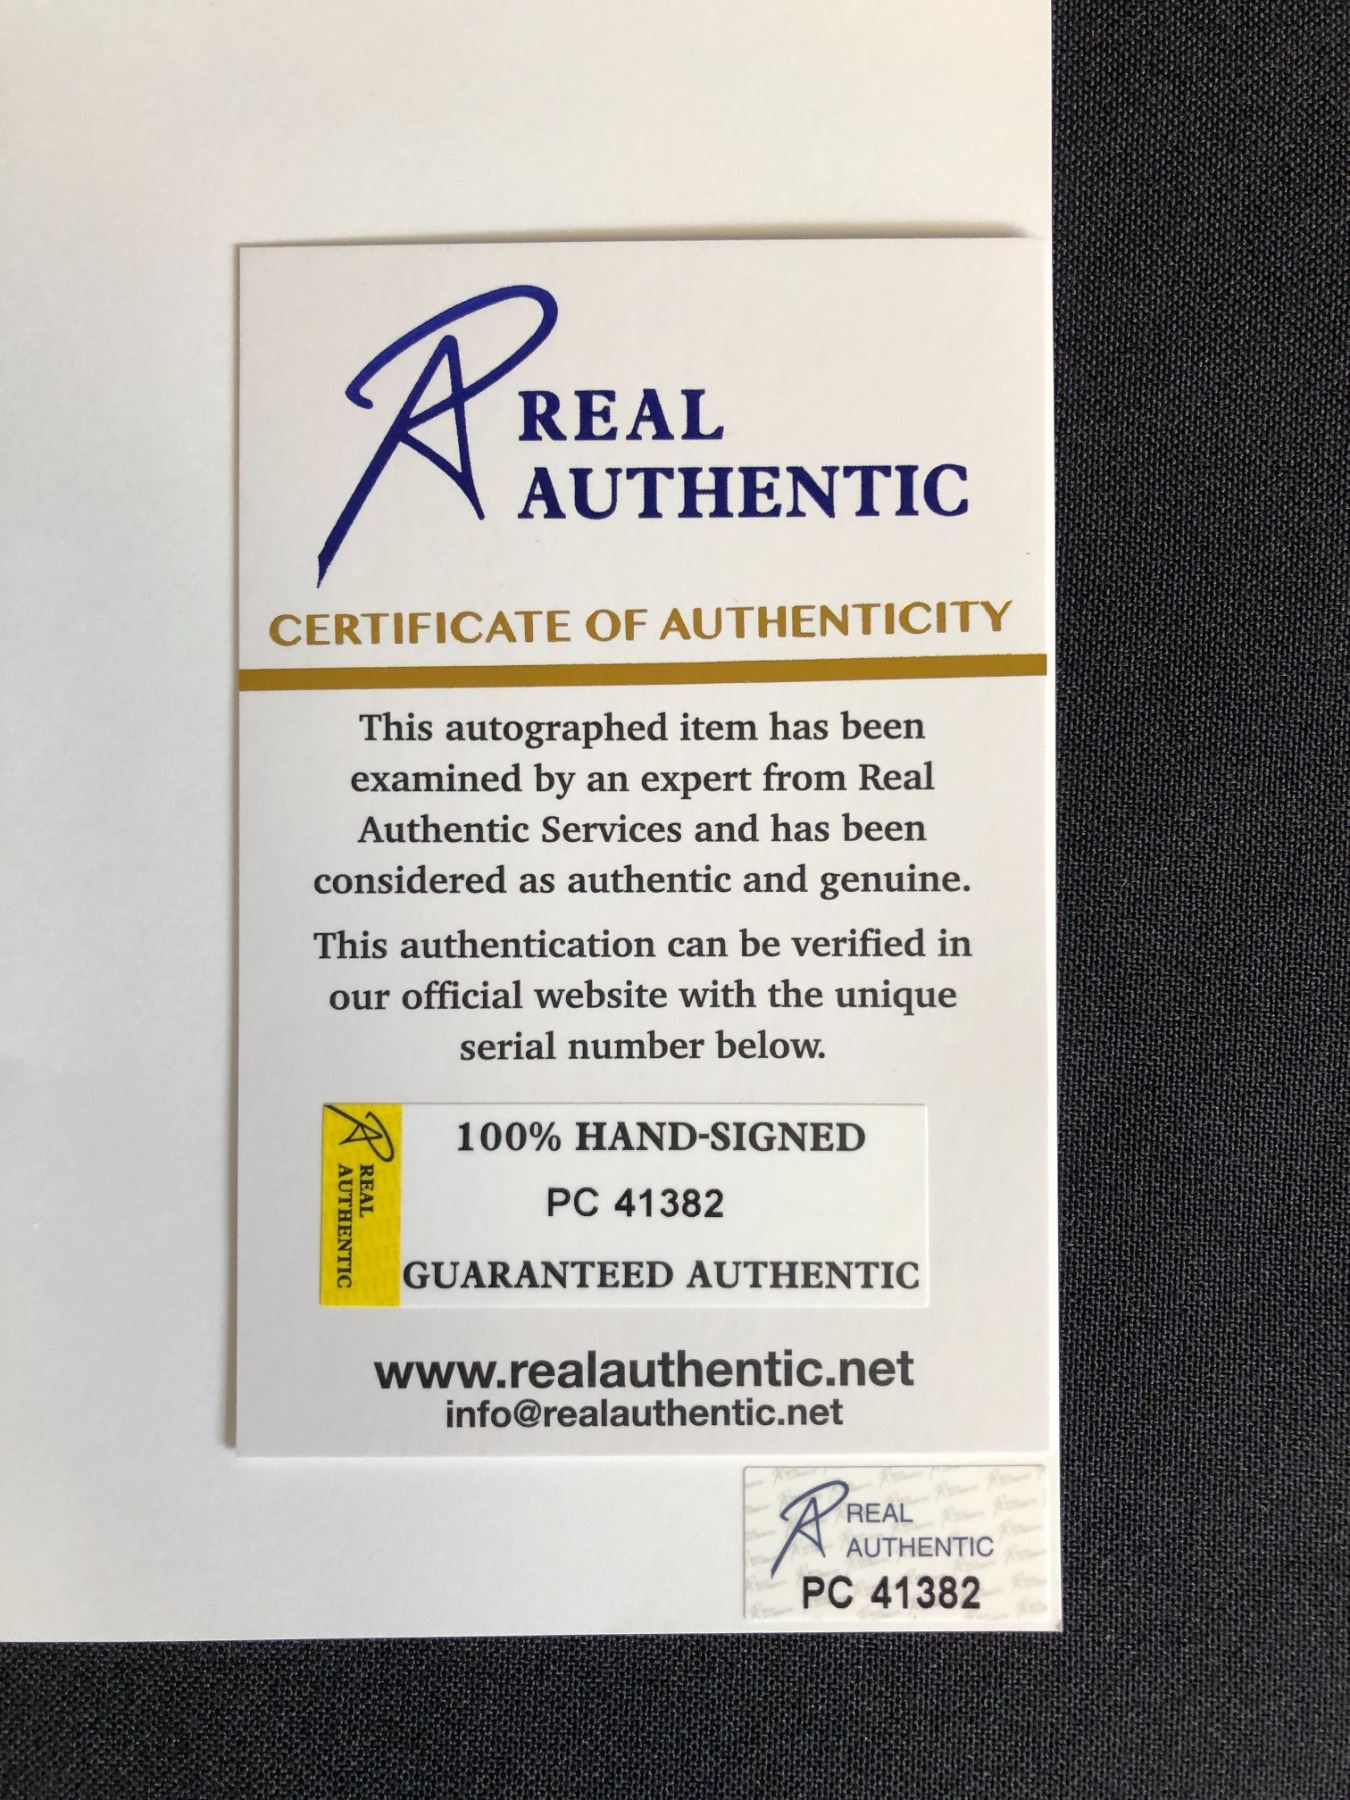 REAL
AUTHENTIC
CERTIFICATE OF AUTHENTICITY
This autographed item has been
examined by an expert from Real
Authentic Services and has been
considered as authentic and genuine.
This authentication can be verified in
our official website with the unique
serial number below.
REAL
AUTHENTIC
100% HAND-SIGNED
PC 41382
GUARANTEED AUTHENTIC
www.realauthentic.net
info@realauthentic.net
REAL
AUTHENTIC
PC 41382